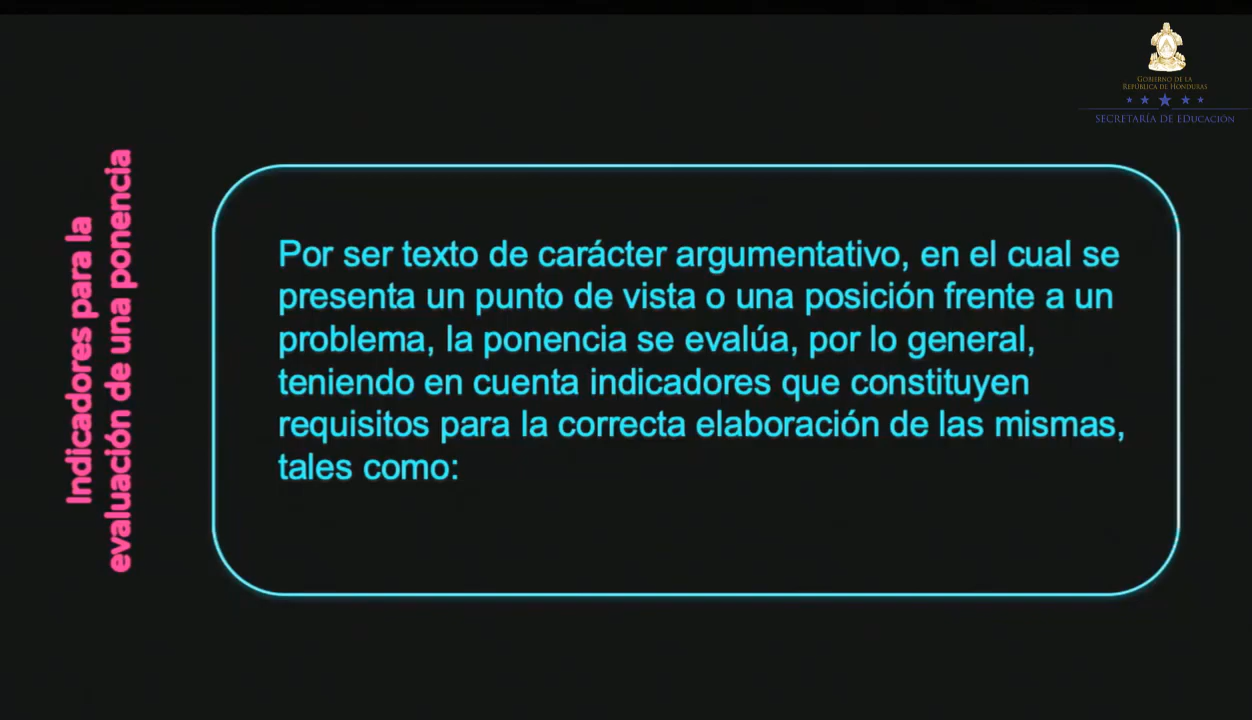 GOBIERNO DE LA
REPÚBLICA DE HONDURAS
SECRETARÍA DE EDUCACIÓN
Indicadores para la
evaluación de una ponencia
Por ser texto de carácter argumentativo, en el cual se
presenta un punto de vista o una posición frente a un
problema, la ponencia se evalúa, por lo general,
teniendo en cuenta indicadores que constituyen
requisitos para la correcta elaboración de las mismas,
tales como: